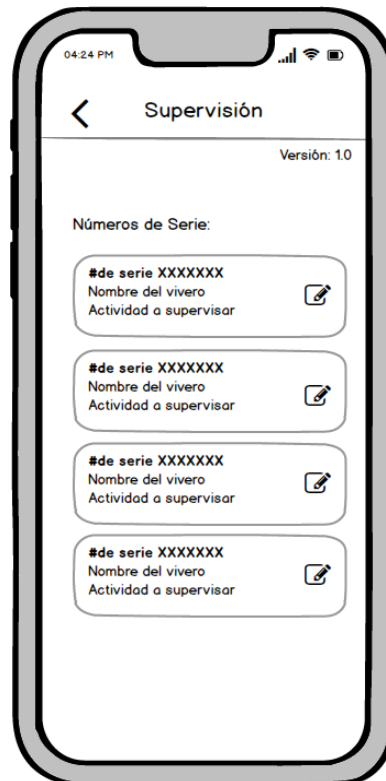 04:24 PM
Supervisión
Versión: 1.0
Números de Serie:
#de serie XXXXXXX
Nombre del vivero
Actividad a supervisar
#de serie XXXXXXX
Nombre del vivero
Actividad a supervisar
#de serie XXXXXXX
Nombre del vivero
Actividad a supervisar
#de serie XXXXXXX
Nombre del vivero
Actividad a supervisar